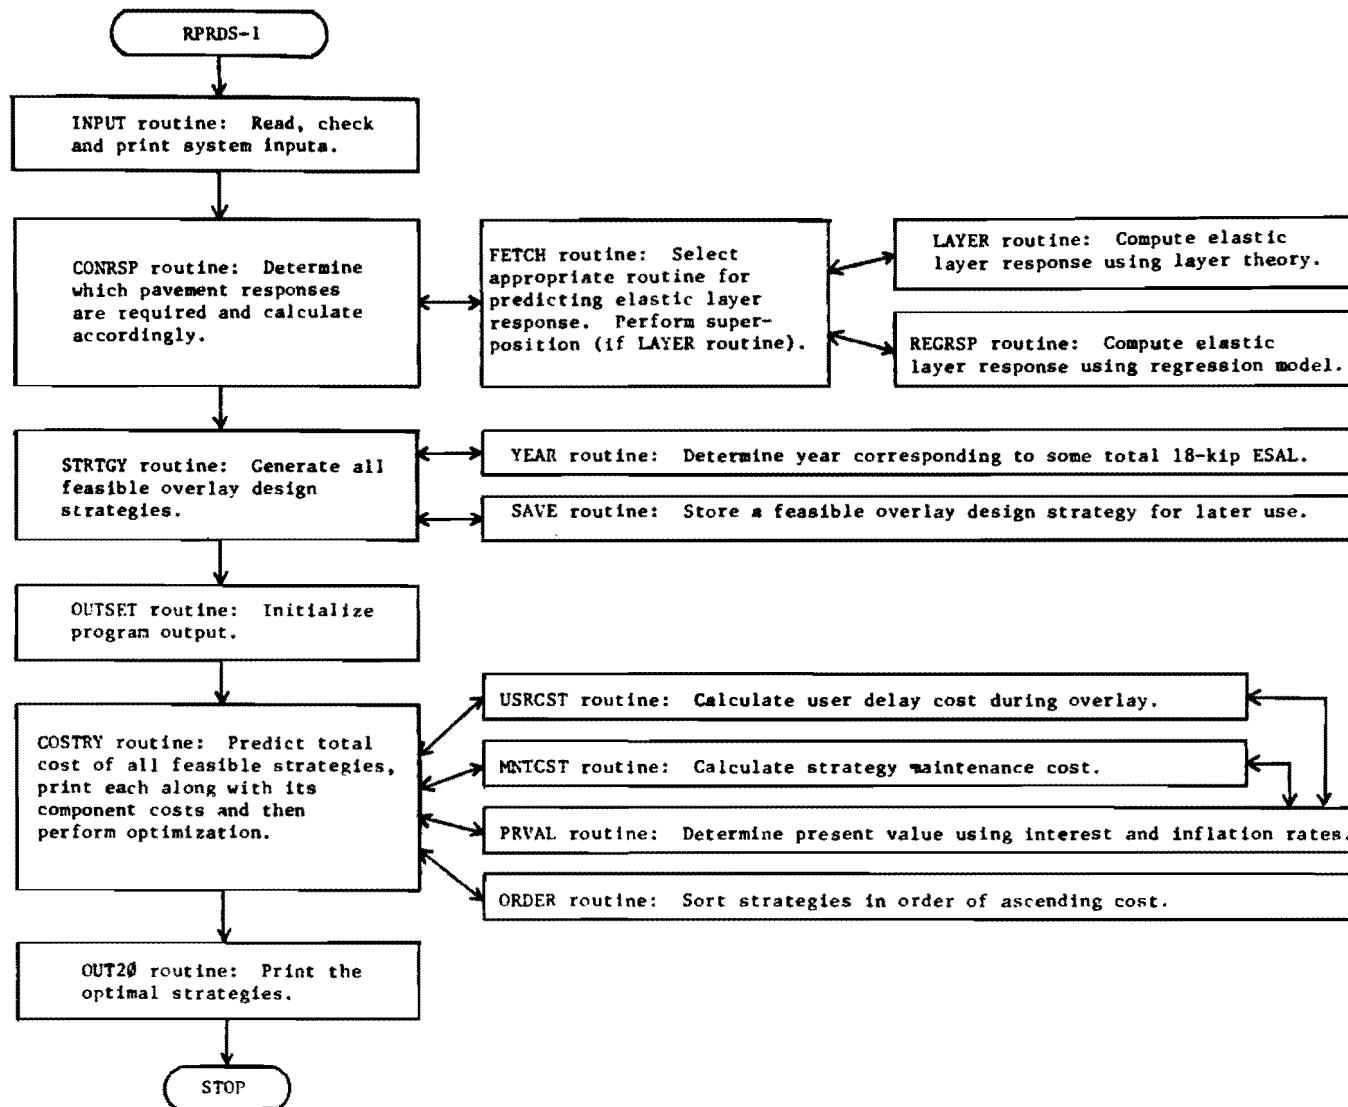 RPRDS-1
INPUT routine: Read, check
and print system inputs.
CONRSP routine: Determine
which pavement responses
are required and calculate
accordingly.
FETCH routine: Select
appropriate routine for
predicting elastic layer
response. Perform super-
position (if LAYER routine).
LAYER routine: Compute elastic
layer response using layer theory.
REGRSP routine: Compute elastic
layer response using regression model.
STRTGY routine: Generate all
feasible overlay design
strategies.
YEAR routine: Determine year corresponding to some total 18-kip ESAL.
SAVE routine: Store a feasible overlay design strategy for later use.
OUTSET routine: Initialize
program output.
COSTRY routine: Predict total
cost of all feasible strategies,
print each along with its
component costs and then
perform optimization.
USRCST routine: Calculate user delay cost during overlay.
MNTCST routine: Calculate strategy maintenance cost.
PRVAL routine: Determine present value using interest and inflation rates.
ORDER routine: Sort strategies in order of ascending cost.
OUT2Ø routine: Print the
optimal strategies.
STOP